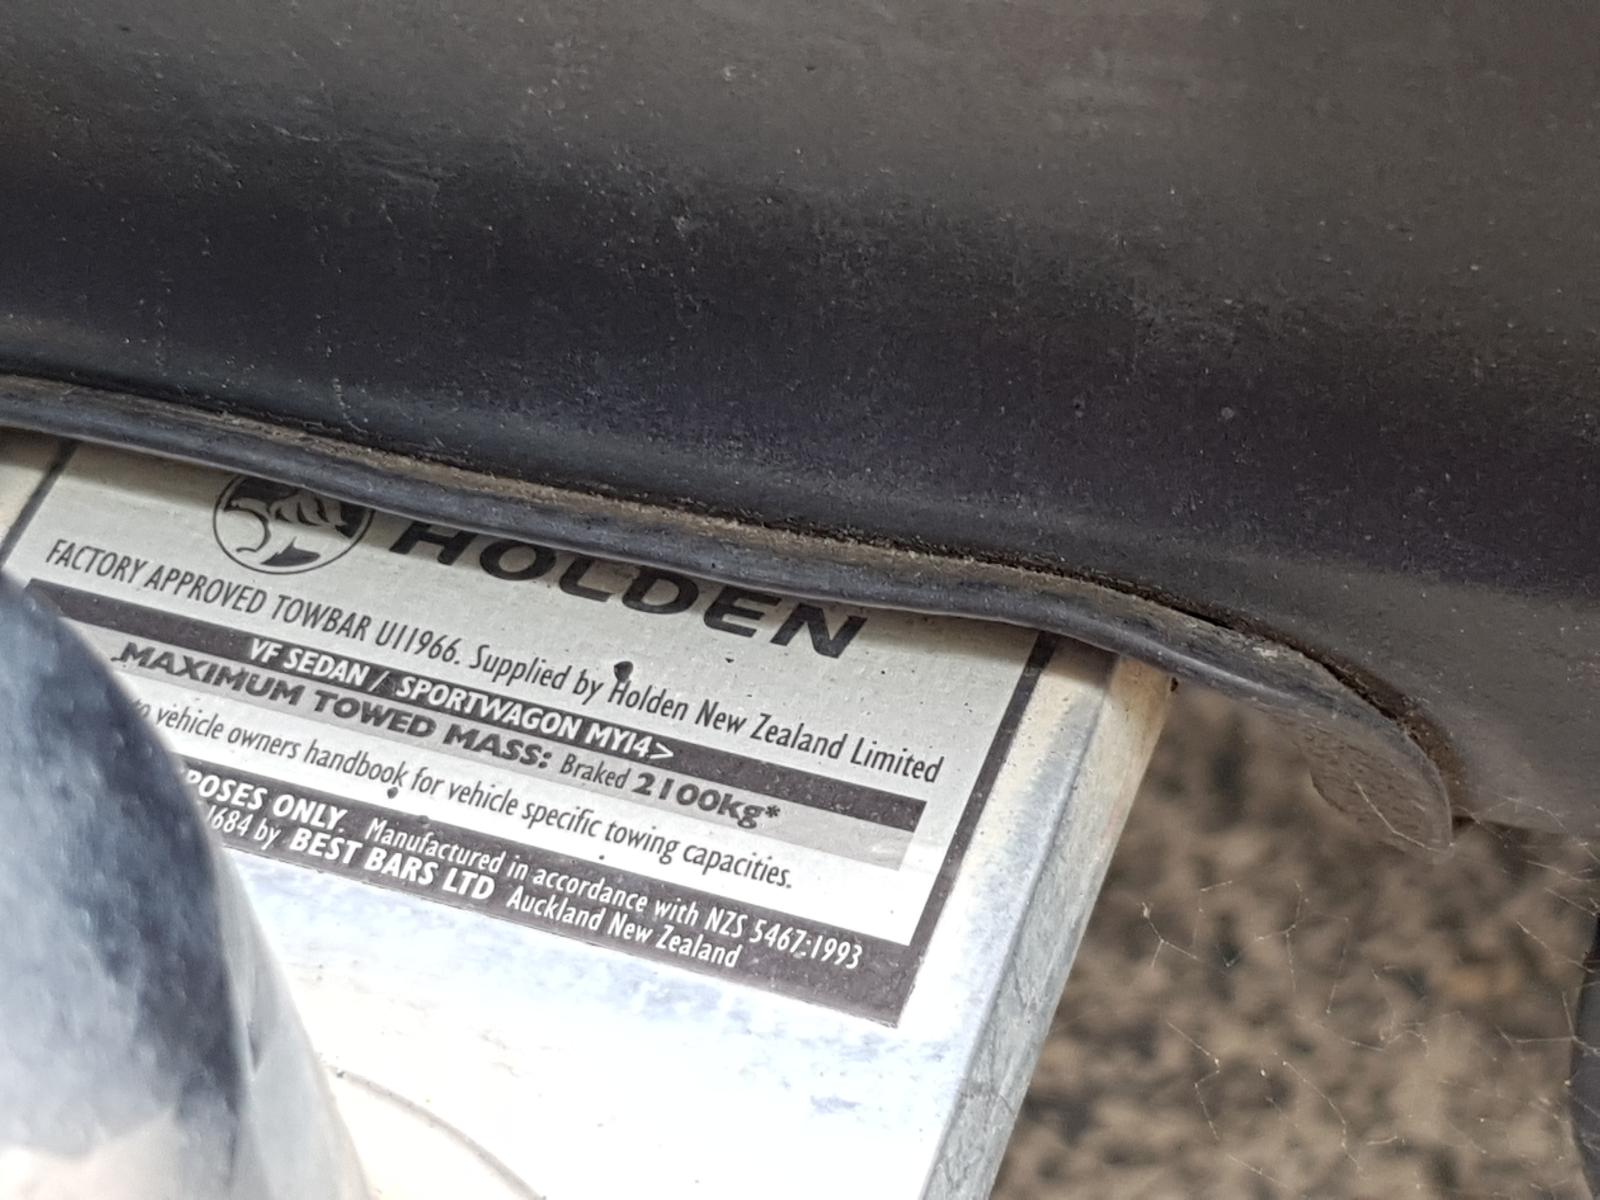 HOLDEN
FACTORY APPROVED TOWBAR U11966. Supplied by Holden New Zealand Limited
VF SEDAN / SPORTWAGON MY14>
MAXIMUM TOWED MASS: Braked 2100Kg*
to vehicle owners handbook for vehicle specific towing capacities.
POSES ONLY. Manufactured in accordance with NZS 5467:1993
1684 by BEST BARS LTD Auckland New Zealand